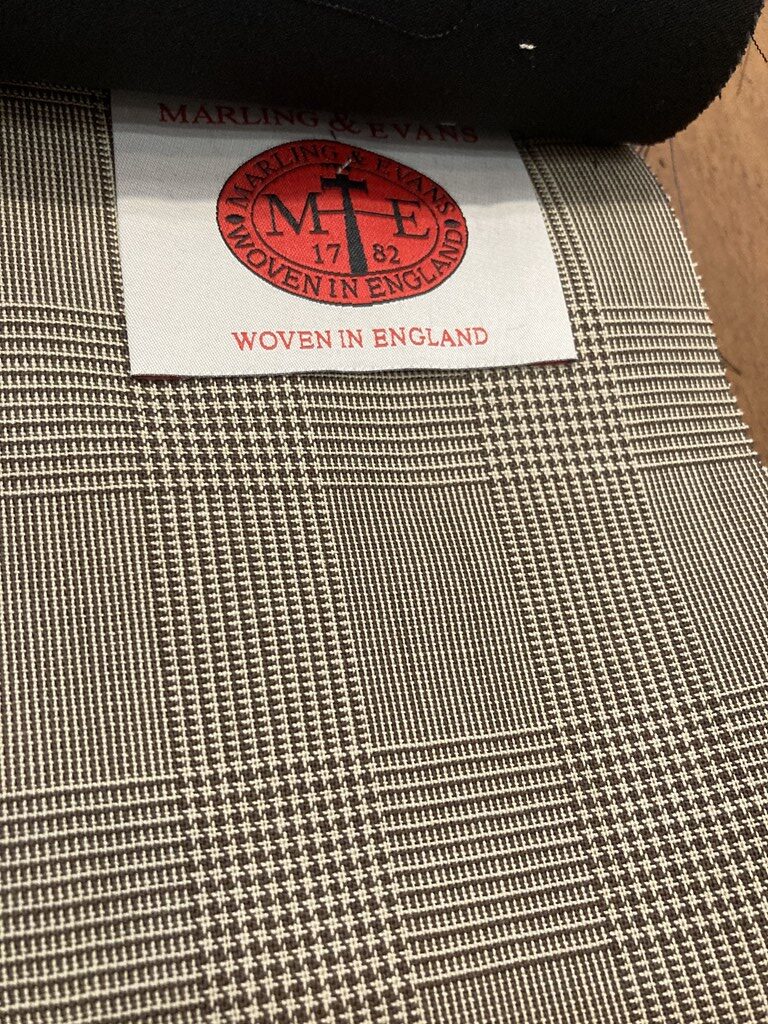 MARLING & EVANS
MARLING & EVANS
M E
17 82
WOVEN IN ENGLAND
WOVEN IN ENGLAND